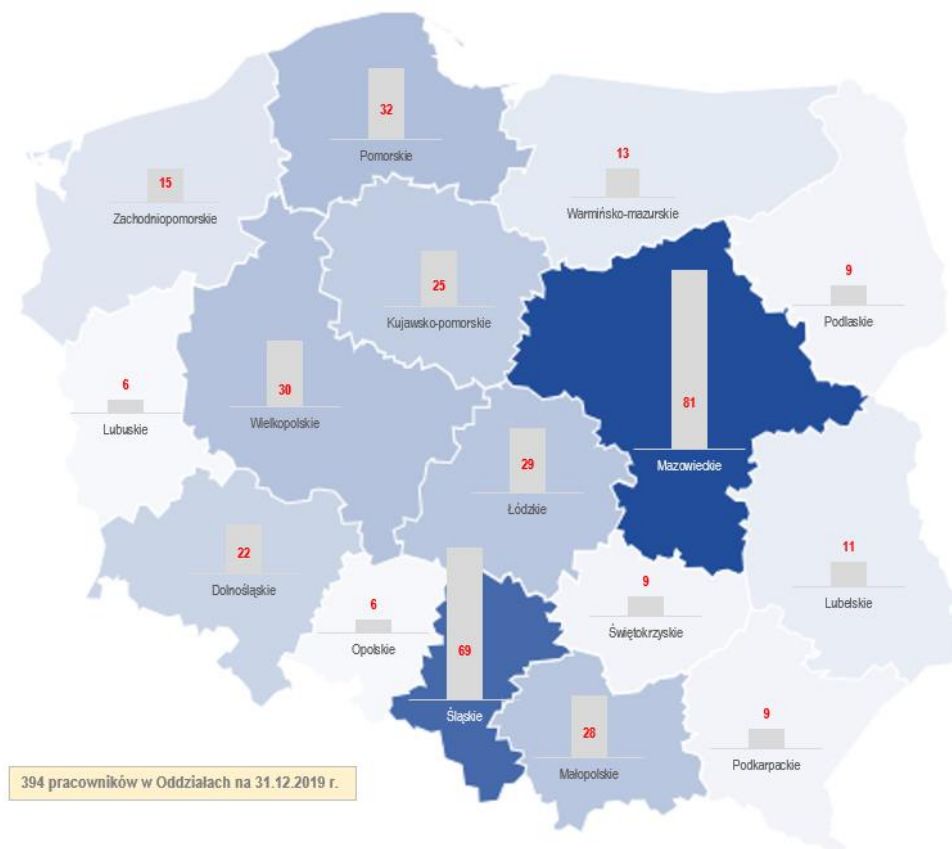 32
Pomorskie
13
Warmińsko-mazurskie
15
Zachodniopomorskie
25
Kujawsko-pomorskie
9
Podlaskie
6
Lubuskie
30
Wielkopolskie
81
Mazowieckie
29
Łódzkie
22
Dolnośląskie
11
Lubelskie
6
Opolskie
9
Świętokrzyskie
69
Śląskie
28
Małopolskie
9
Podkarpackie
394 pracowników w Oddziałach na 31.12.2019 r.